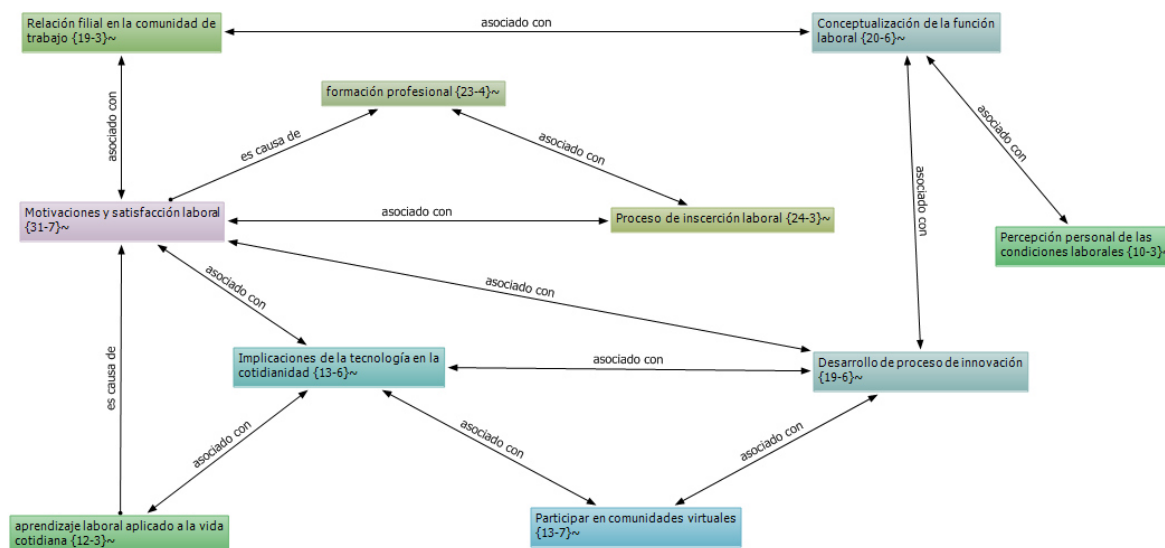 Relación filial en la comunidad de
trabajo {19-3}~
asociado con
Conceptualización de la función
laboral {20-6}~
formación profesional {23-4}~
asociado con
es causa de
asociado con
asociado con
asociado con
Motivaciones y satisfacción laboral
{31-7}~
asociado con
Proceso de inscerción laboral {24-3}~
Percepción personal de las
condiciones laborales {10-3}~
asociado con
asociado con
es causa de
Implicaciones de la tecnología en la
cotidianidad {13-6}~
asociado con
Desarrollo de proceso de innovación
{19-6}~
asociado con
asociado con
asociado con
aprendizaje laboral aplicado a la vida
cotidiana {12-3}~
Participar en comunidades virtuales
{13-7}~